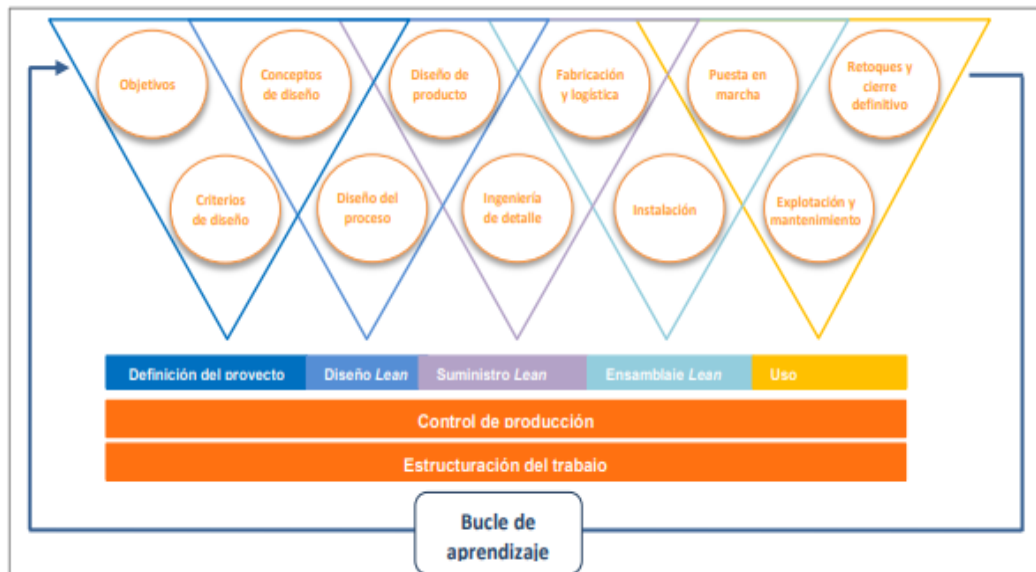 Objetivos
Conceptos
de diseño
Diseño de
producto
Fabricación
y logística
Puesta en
marcha
Retoques y
cierre
definitivo
Criterios
de diseño
Diseño del
proceso
Ingeniería
de detalle
Instalación
Explotación y
mantenimiento
Definición del proyecto
Diseño Lean
Suministro Lean
Ensamblaje Lean
Uso
Control de producción
Estructuración del trabajo
Bucle de
aprendizaje